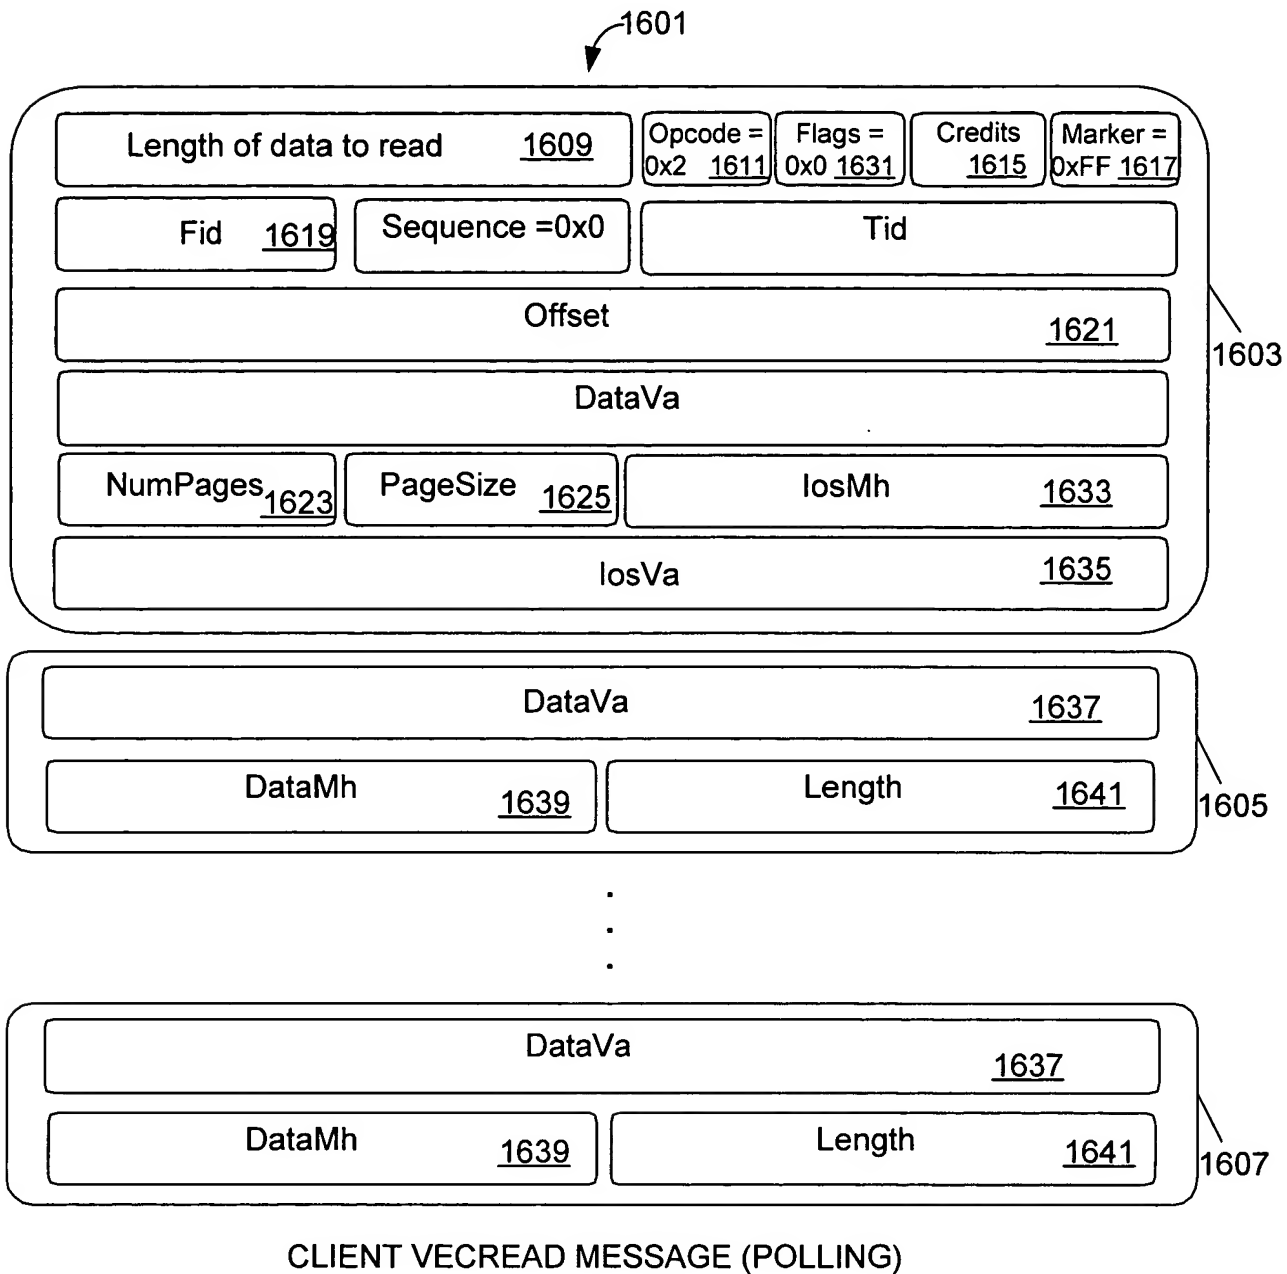 1601
Length of data to read 1609
Opcode =
0x2 1611
Flags =
0x0 1631
Credits
1615
Marker =
0xFF 1617
Fid 1619
Sequence =0x0
Tid
Offset 1621
1603
DataVa
NumPages 1623
PageSize 1625
IosMh 1633
IosVa 1635
DataVa 1637
DataMh 1639
Length 1641
1605
.
.
.
DataVa 1637
DataMh 1639
Length 1641
1607
CLIENT VECREAD MESSAGE (POLLING)